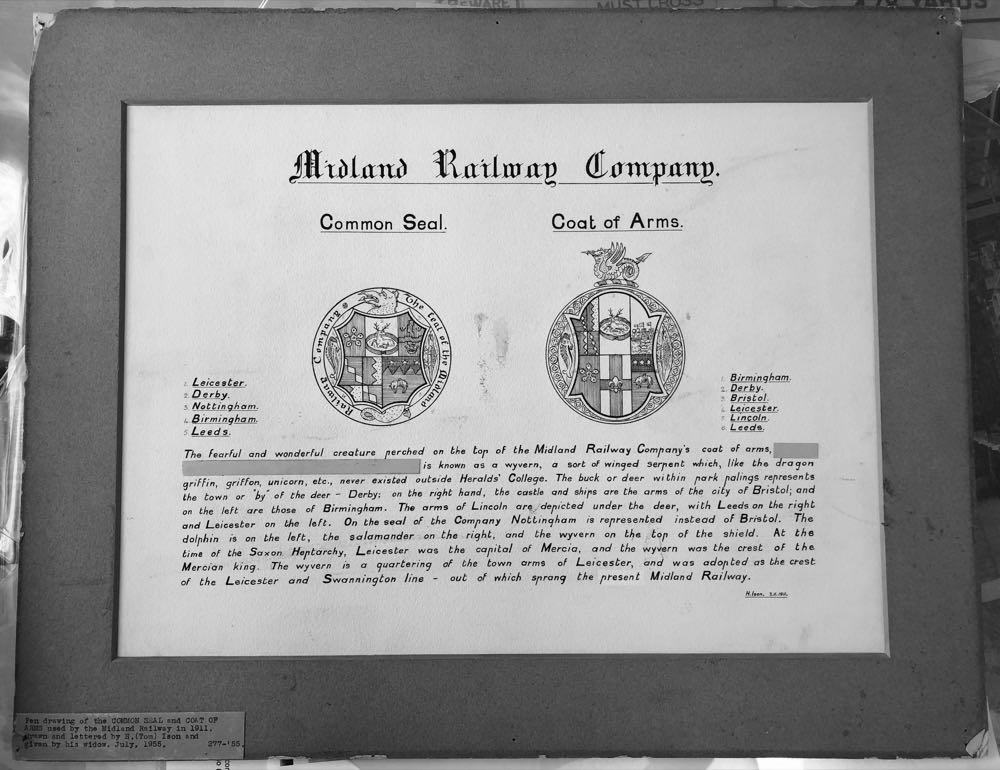 MUST CROSS
Midland Railway Company.
Common Seal.
Coat of Arms.
The Seal of the Midland Railway Company
1. Leicester.
2. Derby.
3. Nottingham.
4. Birmingham.
5. Leeds.
1. Birmingham.
2. Derby.
3. Bristol.
4. Leicester.
5. Lincoln.
6. Leeds.
The fearful and wonderful creature perched on the top of the Midland Railway Company's coat of arms,
is known as a wyvern, a sort of winged serpent which, like the dragon
griffin, griffon, unicorn, etc., never existed outside Heralds' College. The buck or deer within park palings represents
the town or "by" of the deer - Derby; on the right hand, the castle and ships are the arms of the city of Bristol; and
on the left are those of Birmingham. The arms of Lincoln are depicted under the deer, with Leeds on the right
and Leicester on the left. On the seal of the Company Nottingham is represented instead of Bristol. The
dolphin is on the left, the salamander on the right, and the wyvern on the top of the shield. At the
time of the Saxon Heptarchy, Leicester was the capital of Mercia, and the wyvern was the crest of the
Mercian king. The wyvern is a quartering of the town arms of Leicester, and was adopted as the crest
of the Leicester and Swannington line - out of which sprang the present Midland Railway.
H. Ison.
Pen drawing of the COMMON SEAL and COAT OF
ARMS used by the Midland Railway in 1911.
Drawn and lettered by H.(Tom) Ison and
given by his widow. July, 1955. 277-'55.